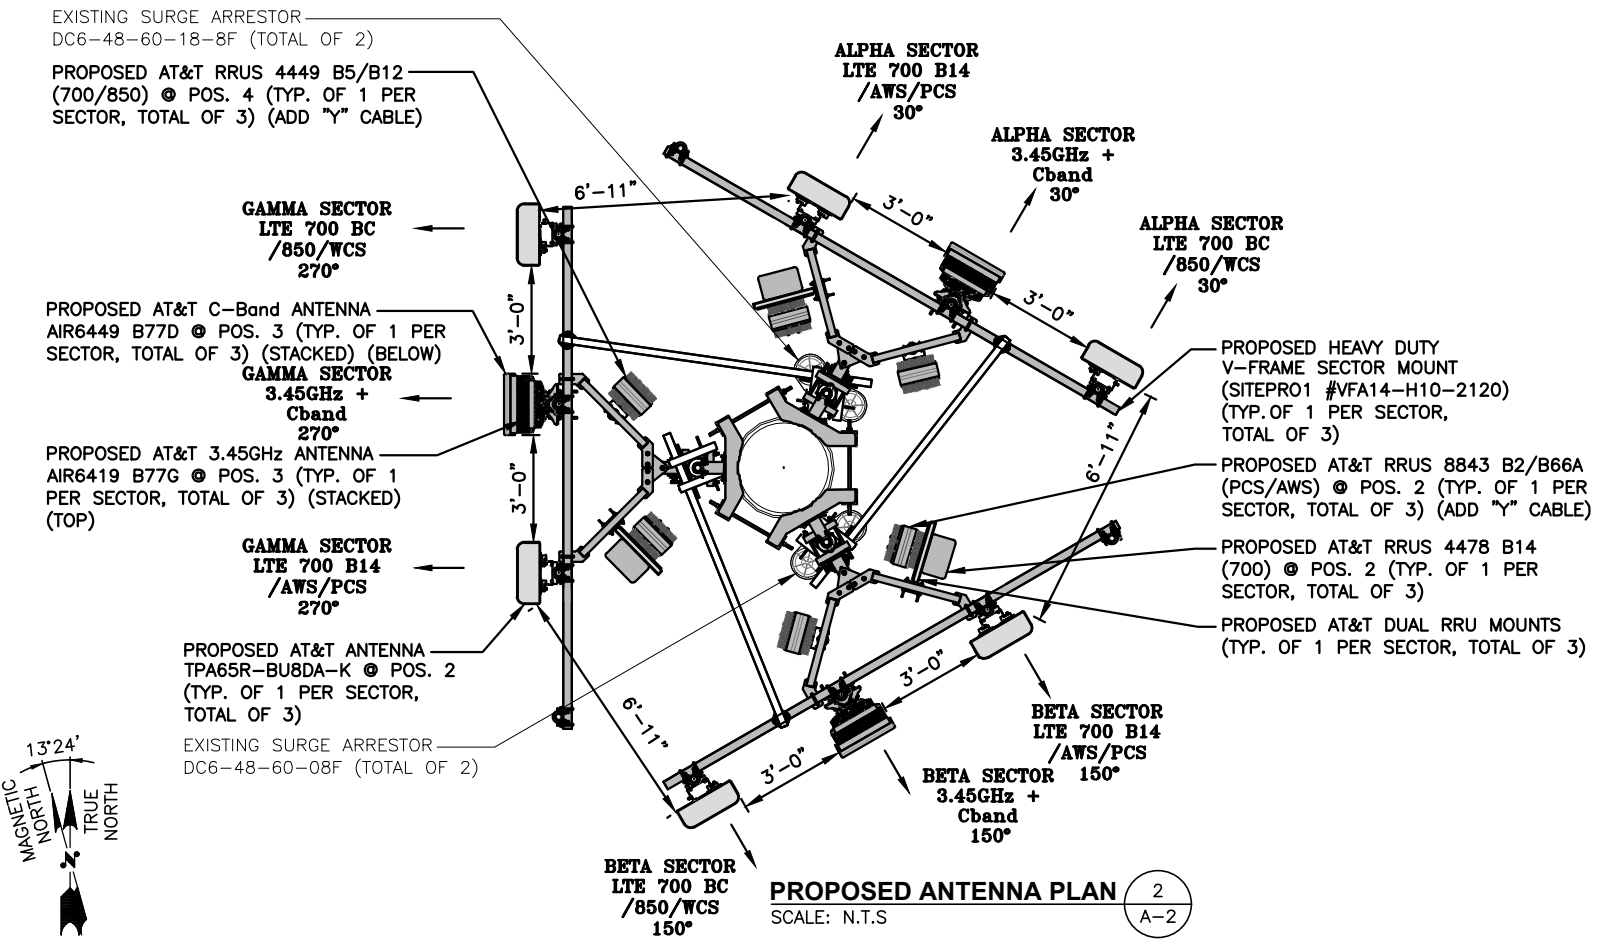 EXISTING SURGE ARRESTOR
DC6-48-60-18-8F (TOTAL OF 2)
PROPOSED AT&T RRUS 4449 B5/B12
(700/850) @ POS. 4 (TYP. OF 1 PER
SECTOR, TOTAL OF 3) (ADD "Y" CABLE)
ALPHA SECTOR
LTE 700 B14
/AWS/PCS
30°
ALPHA SECTOR
3.45GHz +
Cband
30°
ALPHA SECTOR
LTE 700 BC
/850/WCS
30°
6'-11"
3'-0"
3'-0"
GAMMA SECTOR
LTE 700 BC
/850/WCS
270°
3'-0"
PROPOSED AT&T C-Band ANTENNA
AIR6449 B77D @ POS. 3 (TYP. OF 1 PER
SECTOR, TOTAL OF 3) (STACKED) (BELOW)
GAMMA SECTOR
3.45GHz +
Cband
270°
PROPOSED AT&T 3.45GHz ANTENNA
AIR6419 B77G @ POS. 3 (TYP. OF 1
PER SECTOR, TOTAL OF 3) (STACKED)
(TOP)
3'-0"
GAMMA SECTOR
LTE 700 B14
/AWS/PCS
270°
PROPOSED AT&T ANTENNA
TPA65R-BU8DA-K @ POS. 2
(TYP. OF 1 PER SECTOR,
TOTAL OF 3)
EXISTING SURGE ARRESTOR
DC6-48-60-08F (TOTAL OF 2)
PROPOSED HEAVY DUTY
V-FRAME SECTOR MOUNT
(SITEPRO1 #VFA14-H10-2120)
(TYP.OF 1 PER SECTOR,
TOTAL OF 3)
6'-11"
PROPOSED AT&T RRUS 8843 B2/B66A
(PCS/AWS) @ POS. 2 (TYP. OF 1 PER
SECTOR, TOTAL OF 3) (ADD "Y" CABLE)
PROPOSED AT&T RRUS 4478 B14
(700) @ POS. 2 (TYP. OF 1 PER
SECTOR, TOTAL OF 3)
PROPOSED AT&T DUAL RRU MOUNTS
(TYP. OF 1 PER SECTOR, TOTAL OF 3)
6'-11"
3'-0"
3'-0"
BETA SECTOR
LTE 700 B14
/AWS/PCS
150°
BETA SECTOR
3.45GHz +
Cband
150°
BETA SECTOR
LTE 700 BC
/850/WCS
150°
13°24'
MAGNETIC
NORTH
TRUE
NORTH
N
PROPOSED ANTENNA PLAN
SCALE: N.T.S
2
A-2